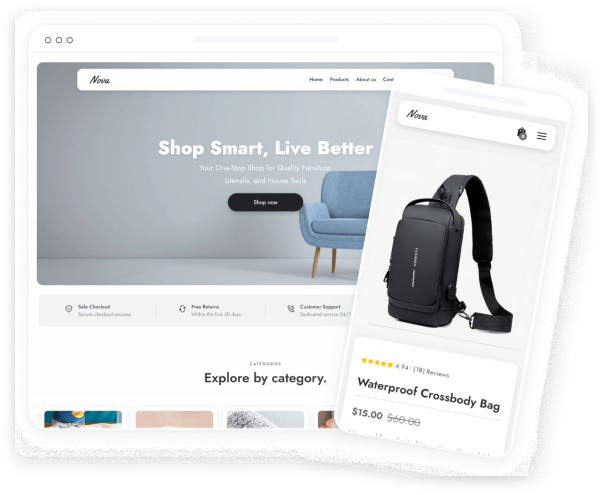 Nova
Home Products About us
Shop Smart, Live Better
Your One-Stop Shop for Quality Furniture,
Utensils, and House Tools
Shop now
Safe Checkout
Secure checkout process.
Free Returns
Within the first 30 days
Customer Support
Dedicated service 24/7
CATEGORIES
Explore by category.
Nova
4.94 | (18) Reviews
Waterproof Crossbody Bag
$15.00 $60.00